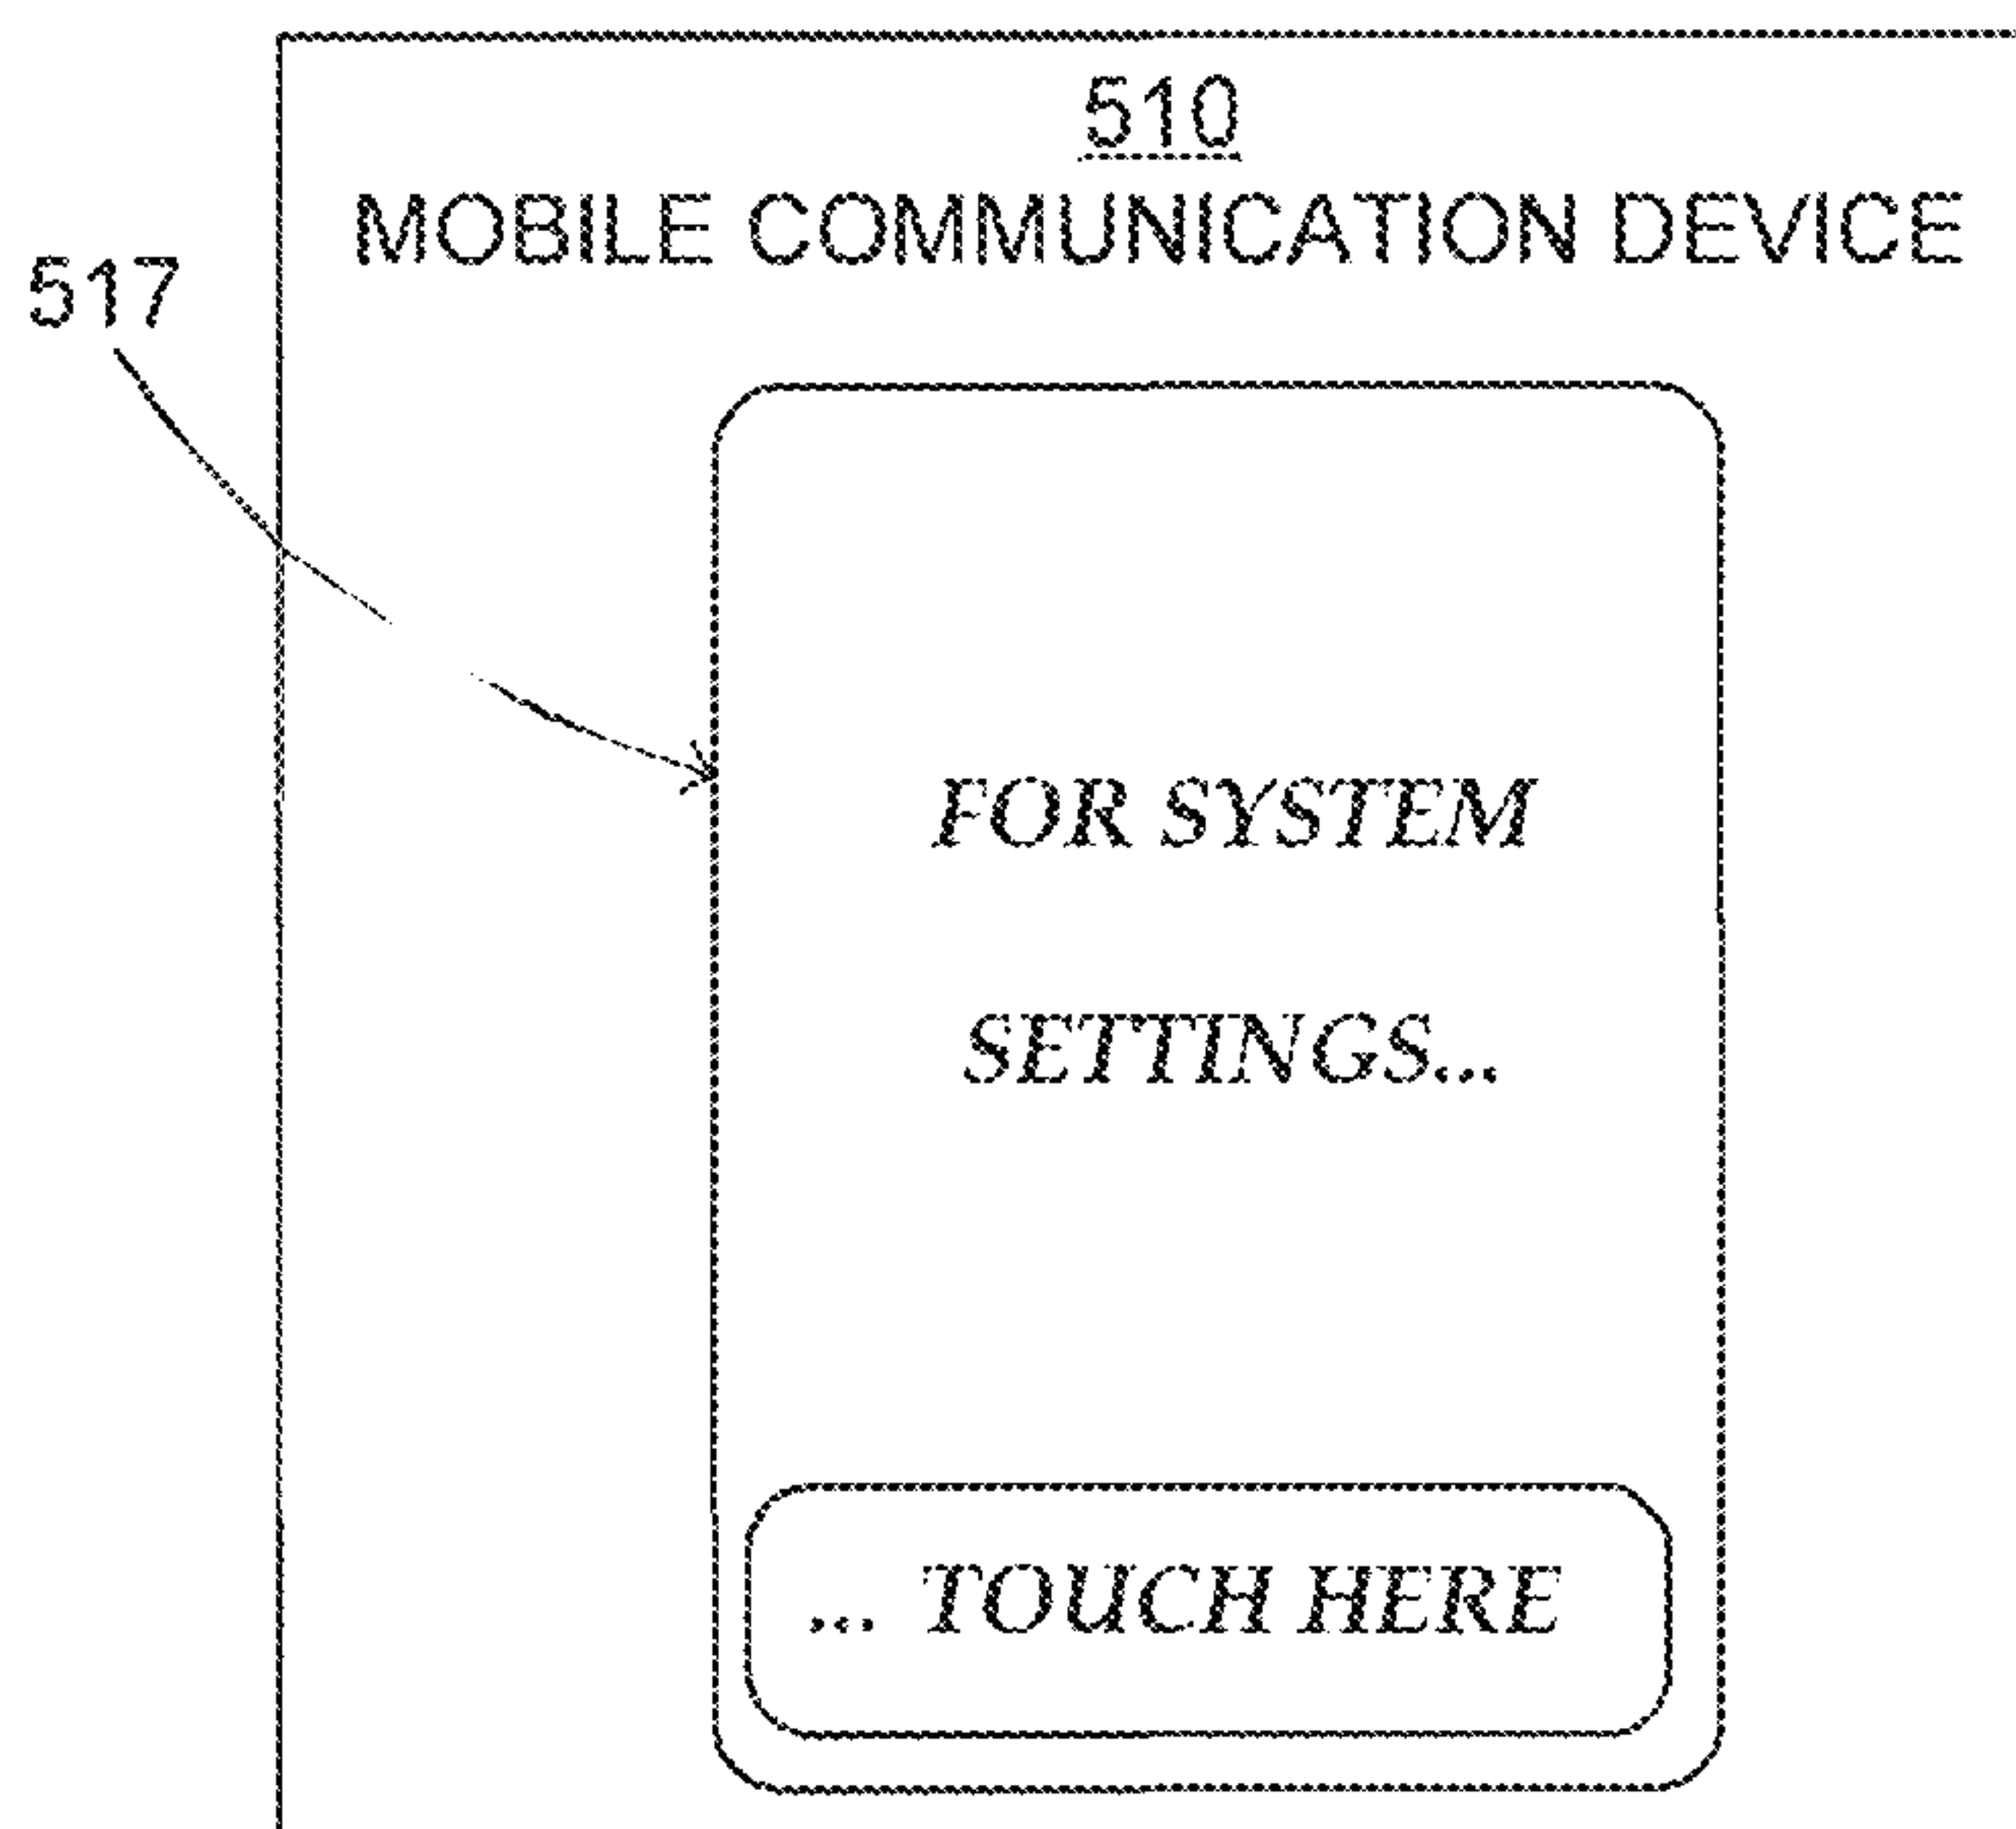 510
MOBILE COMMUNICATION DEVICE
517
FOR SYSTEM
SETTINGS...
... TOUCH HERE